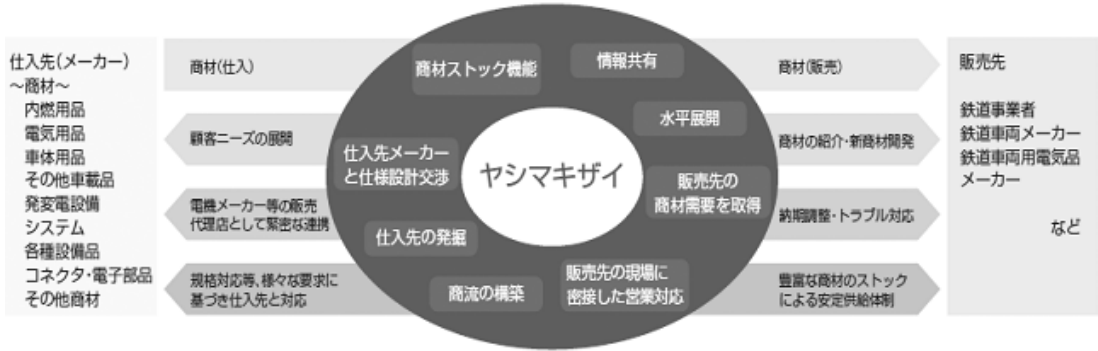 仕入先(メーカー)
~商材~
内燃用品
電気用品
車体用品
その他車載品
発変電設備
システム
各種設備品
コネクタ・電子部品
その他商材
商材(仕入)
顧客ニーズの展開
電機メーカー等の販売
代理店として緊密な連携
規格対応等、様々な要求に
基づき仕入先と対応
商材ストック機能
情報共有
水平展開
仕入先メーカー
と仕様設計交渉
ヤシマキザイ
販売先の
商材需要を取得
仕入先の発掘
商流の構築
販売先の現場に
密接した営業対応
商材(販売)
商材の紹介・新商材開発
納期調整・トラブル対応
豊富な商材のストック
による安定供給体制
販売先
鉄道事業者
鉄道車両メーカー
鉄道車両用電気品
メーカー
など